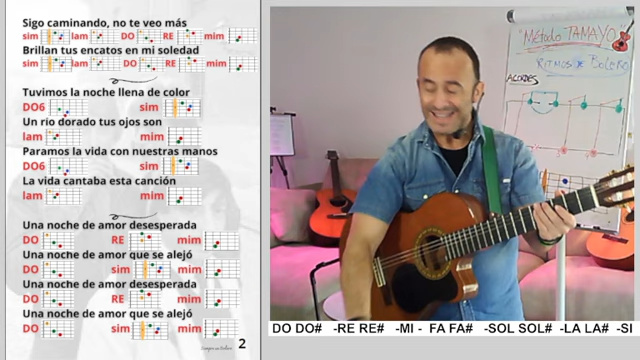 Sigo caminando, no te veo más
sim lam DO RE mim
Brillan tus encatos en mi soledad
sim lam DO RE mim
Tuvimos la noche llena de color
DO6 sim
Un rio dorado tus ojos son
lam mim
Paramos la vida con nuestras manos
DO6 sim
La vida cantaba esta canción
lam mim
Una noche de amor desesperada
DO RE mim
Una noche de amor que se alejó
DO sim mim
Una noche de amor desesperada
DO RE mim
Una noche de amor que se alejó
DO sim mim
2
"Método TAMAYO"
RITMOS DE BOLERO
ACORDES
DO DO# -RE RE# -MI - FA FA# -SOL SOL# -LA LA# -SI